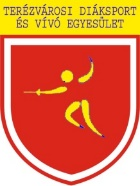 TERÉZVÁROSI DIÁKSPORT
ÉS VÍVÓ EGYESÜLET